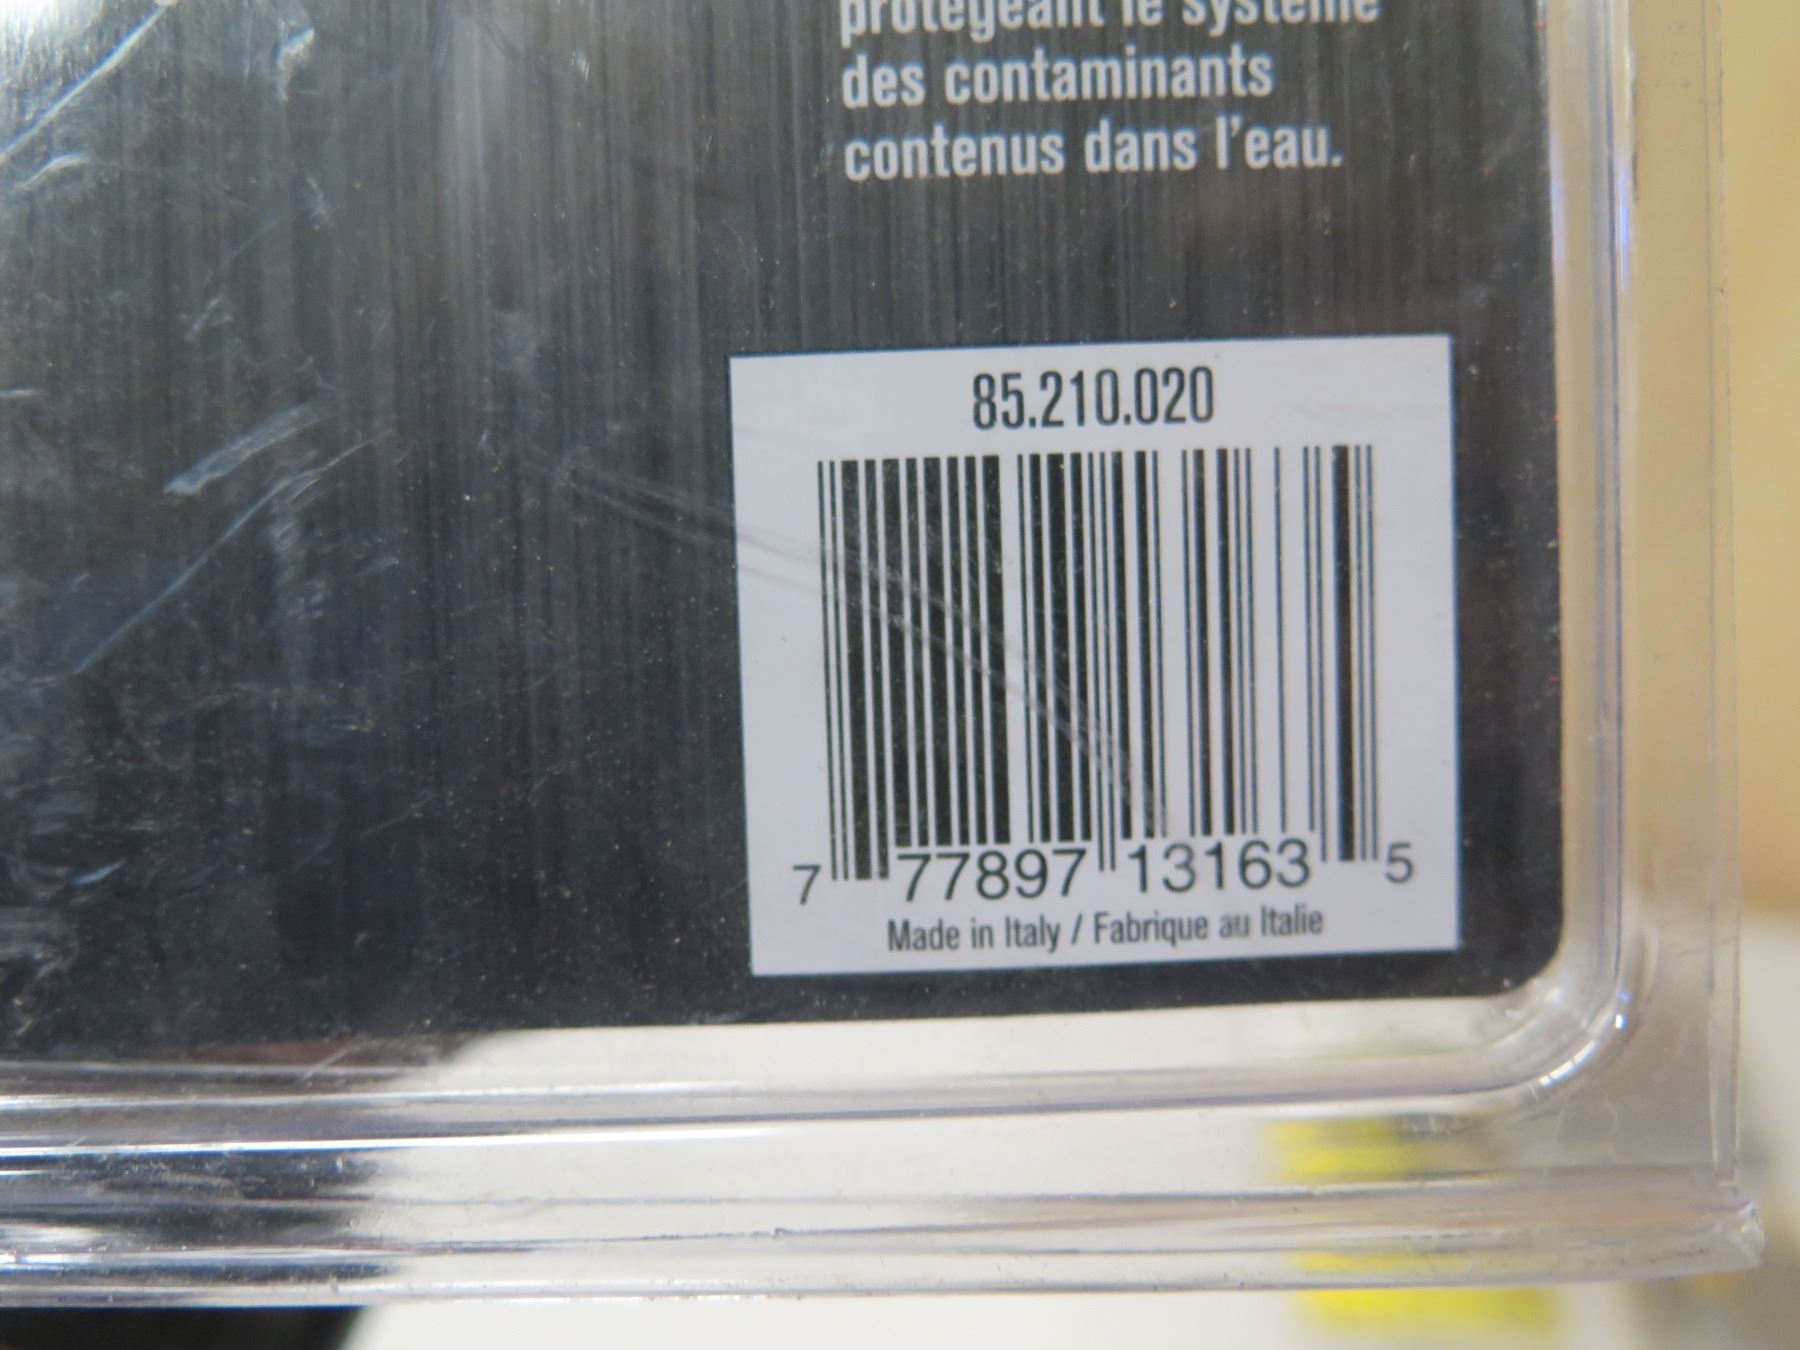 protégeant le système
des contaminants
contenus dans l'eau.
85.210.020
7 77897 13163 5
Made in Italy / Fabrique au Italie